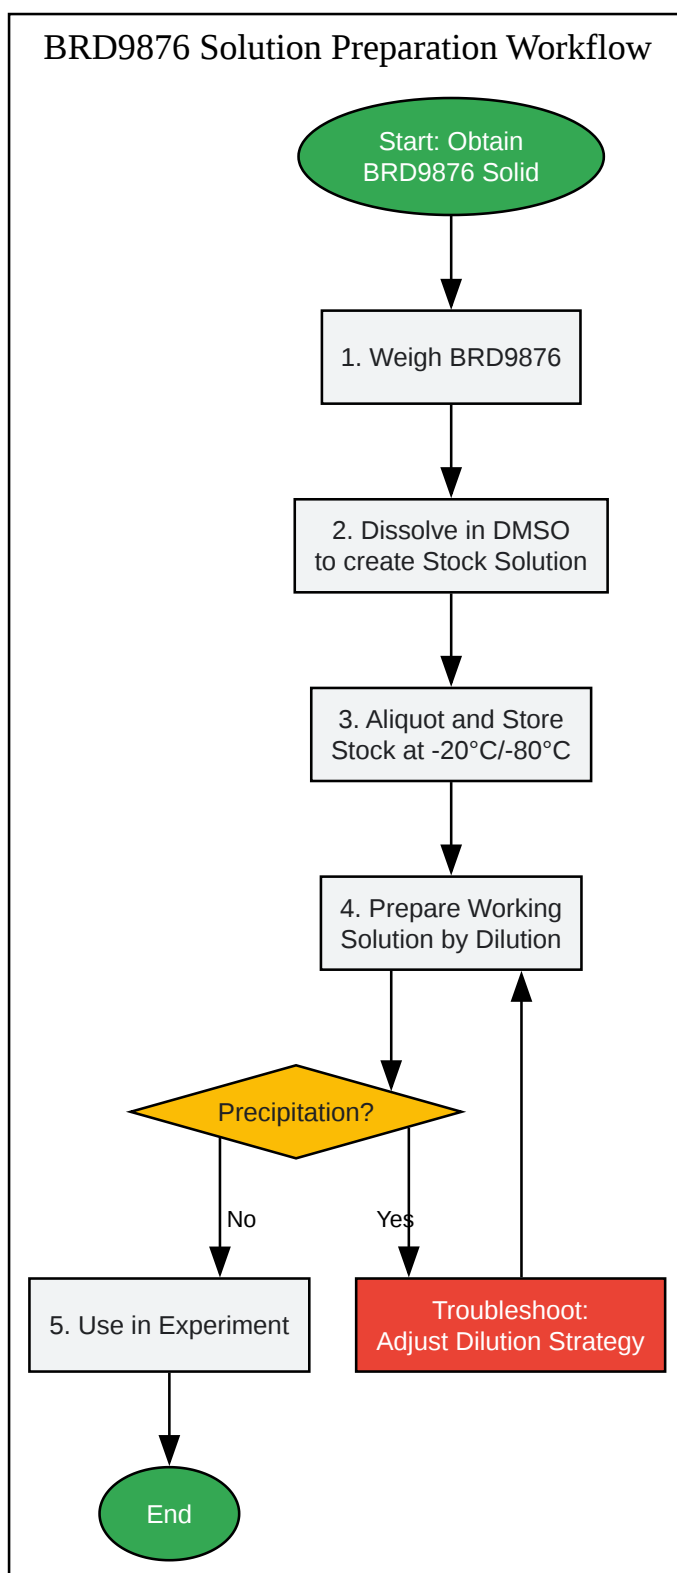 BRD9876 Solution Preparation Workflow
Start: Obtain
BRD9876 Solid
1. Weigh BRD9876
2. Dissolve in DMSO
to create Stock Solution
3. Aliquot and Store
Stock at -20°C/-80°C
4. Prepare Working
Solution by Dilution
Precipitation?
No
Yes
5. Use in Experiment
Troubleshoot:
Adjust Dilution Strategy
End